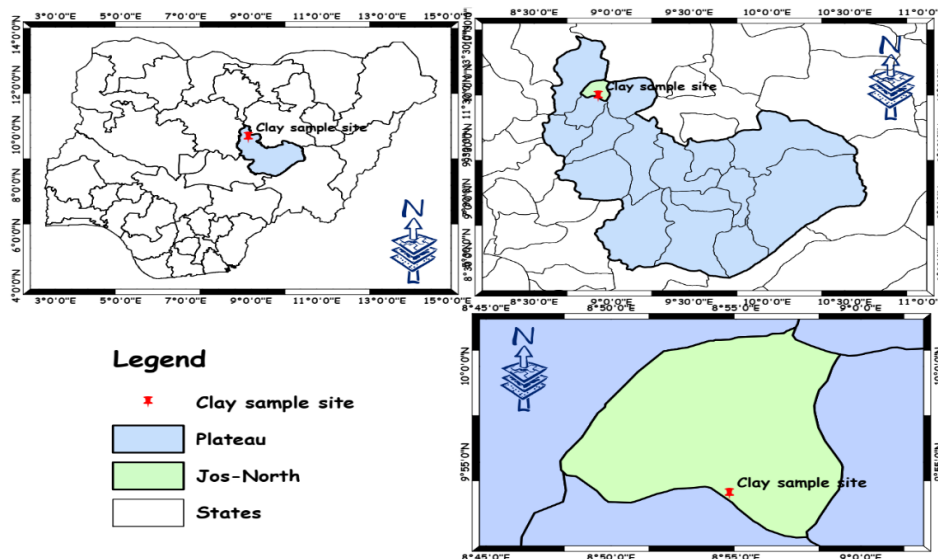 3°0'0"E 5°0'0"E 7°0'0"E 9°0'0"E 11°0'0"E 13°0'0"E 15°0'0"E
14°0'0"N
12°0'0"N
10°0'0"N
8°0'0"N
6°0'0"N
4°0'0"N
Clay sample site
N
3°0'0"E 5°0'0"E 7°0'0"E 9°0'0"E 11°0'0"E 13°0'0"E 15°0'0"E
8°30'0"E 9°0'0"E 9°30'0"E 10°0'0"E 10°30'0"E 11°0'0"E
Clay sample site
N
8°30'0"E 9°0'0"E 9°30'0"E 10°0'0"E 10°30'0"E 11°0'0"E
Legend
Clay sample site
Plateau
Jos-North
States
N
10°0'0"N
9°55'0"N
Clay sample site
8°45'0"E 8°50'0"E 8°55'0"E 9°0'0"E